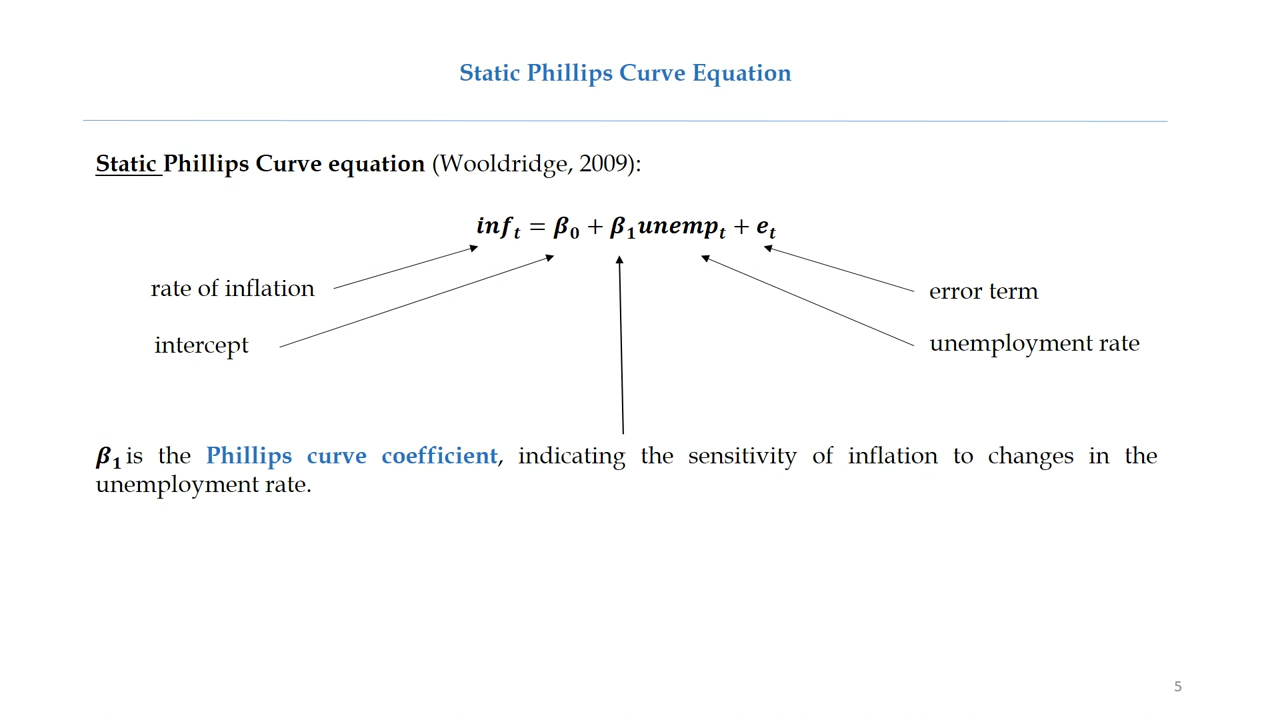 Static Phillips Curve Equation
Static Phillips Curve equation (Wooldridge, 2009):
inf_t = β_0 + β_1unemp_t + e_t
rate of inflation
error term
intercept
unemployment rate
β_1 is the Phillips curve coefficient, indicating the sensitivity of inflation to changes in the
unemployment rate.
5